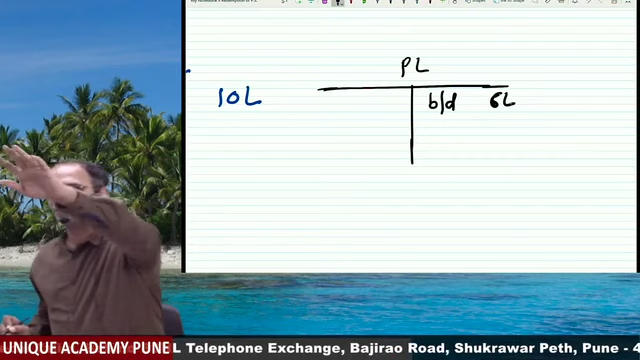 PL
10L
b/d 6L
UNIQUE ACADEMY PUNE
L Telephone Exchange, Bajirao Road, Shukrawar Peth, Pune - 4